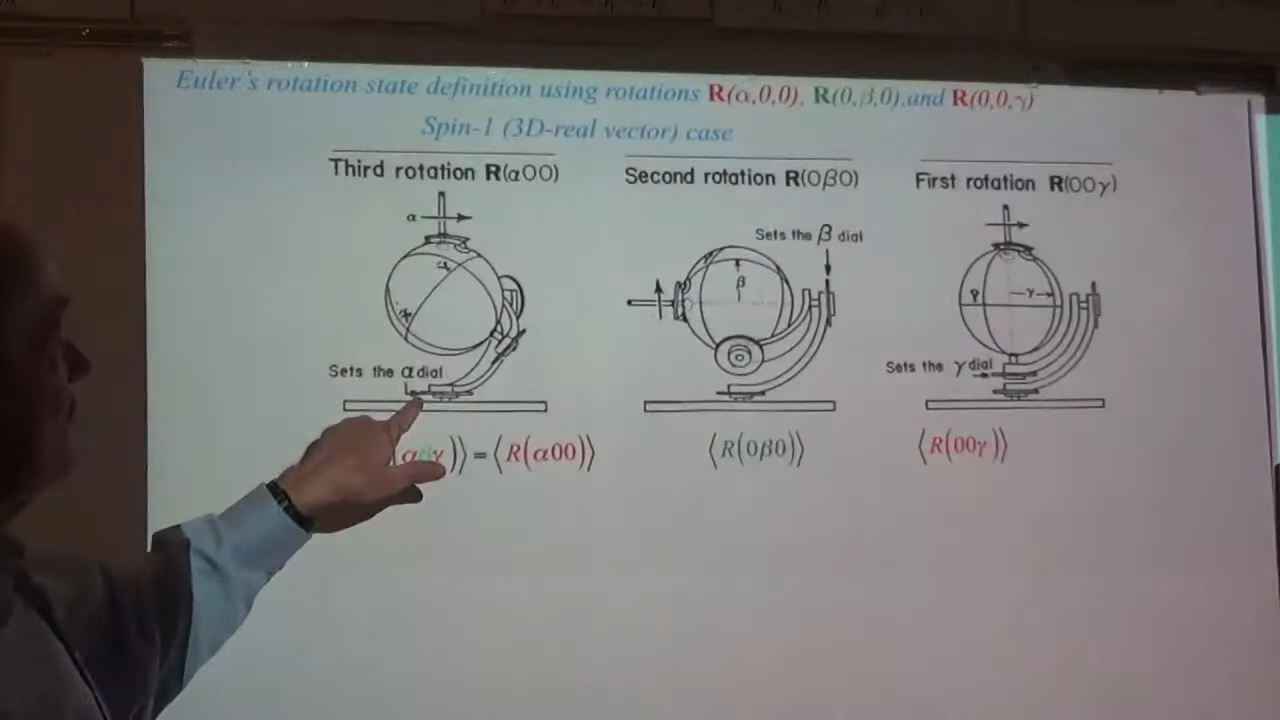 Euler's rotation state definition using rotations R(α,0,0), R(0,β,0), and R(0,0,γ)
Spin-1 (3D-real vector) case
Third rotation R(α00)
Second rotation R(0β0)
First rotation R(00γ)
α
Sets the β dial
β
γ
Sets the α dial
Sets the γ dial
(αβγ)⟩ = ⟨R(α00)⟩
⟨R(0β0)⟩
⟨R(00γ)⟩